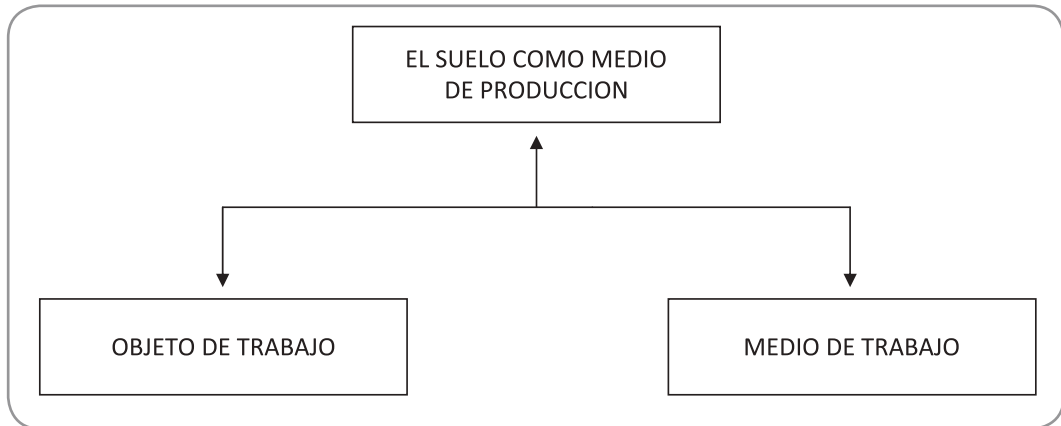 EL SUELO COMO MEDIO
DE PRODUCCION
OBJETO DE TRABAJO
MEDIO DE TRABAJO